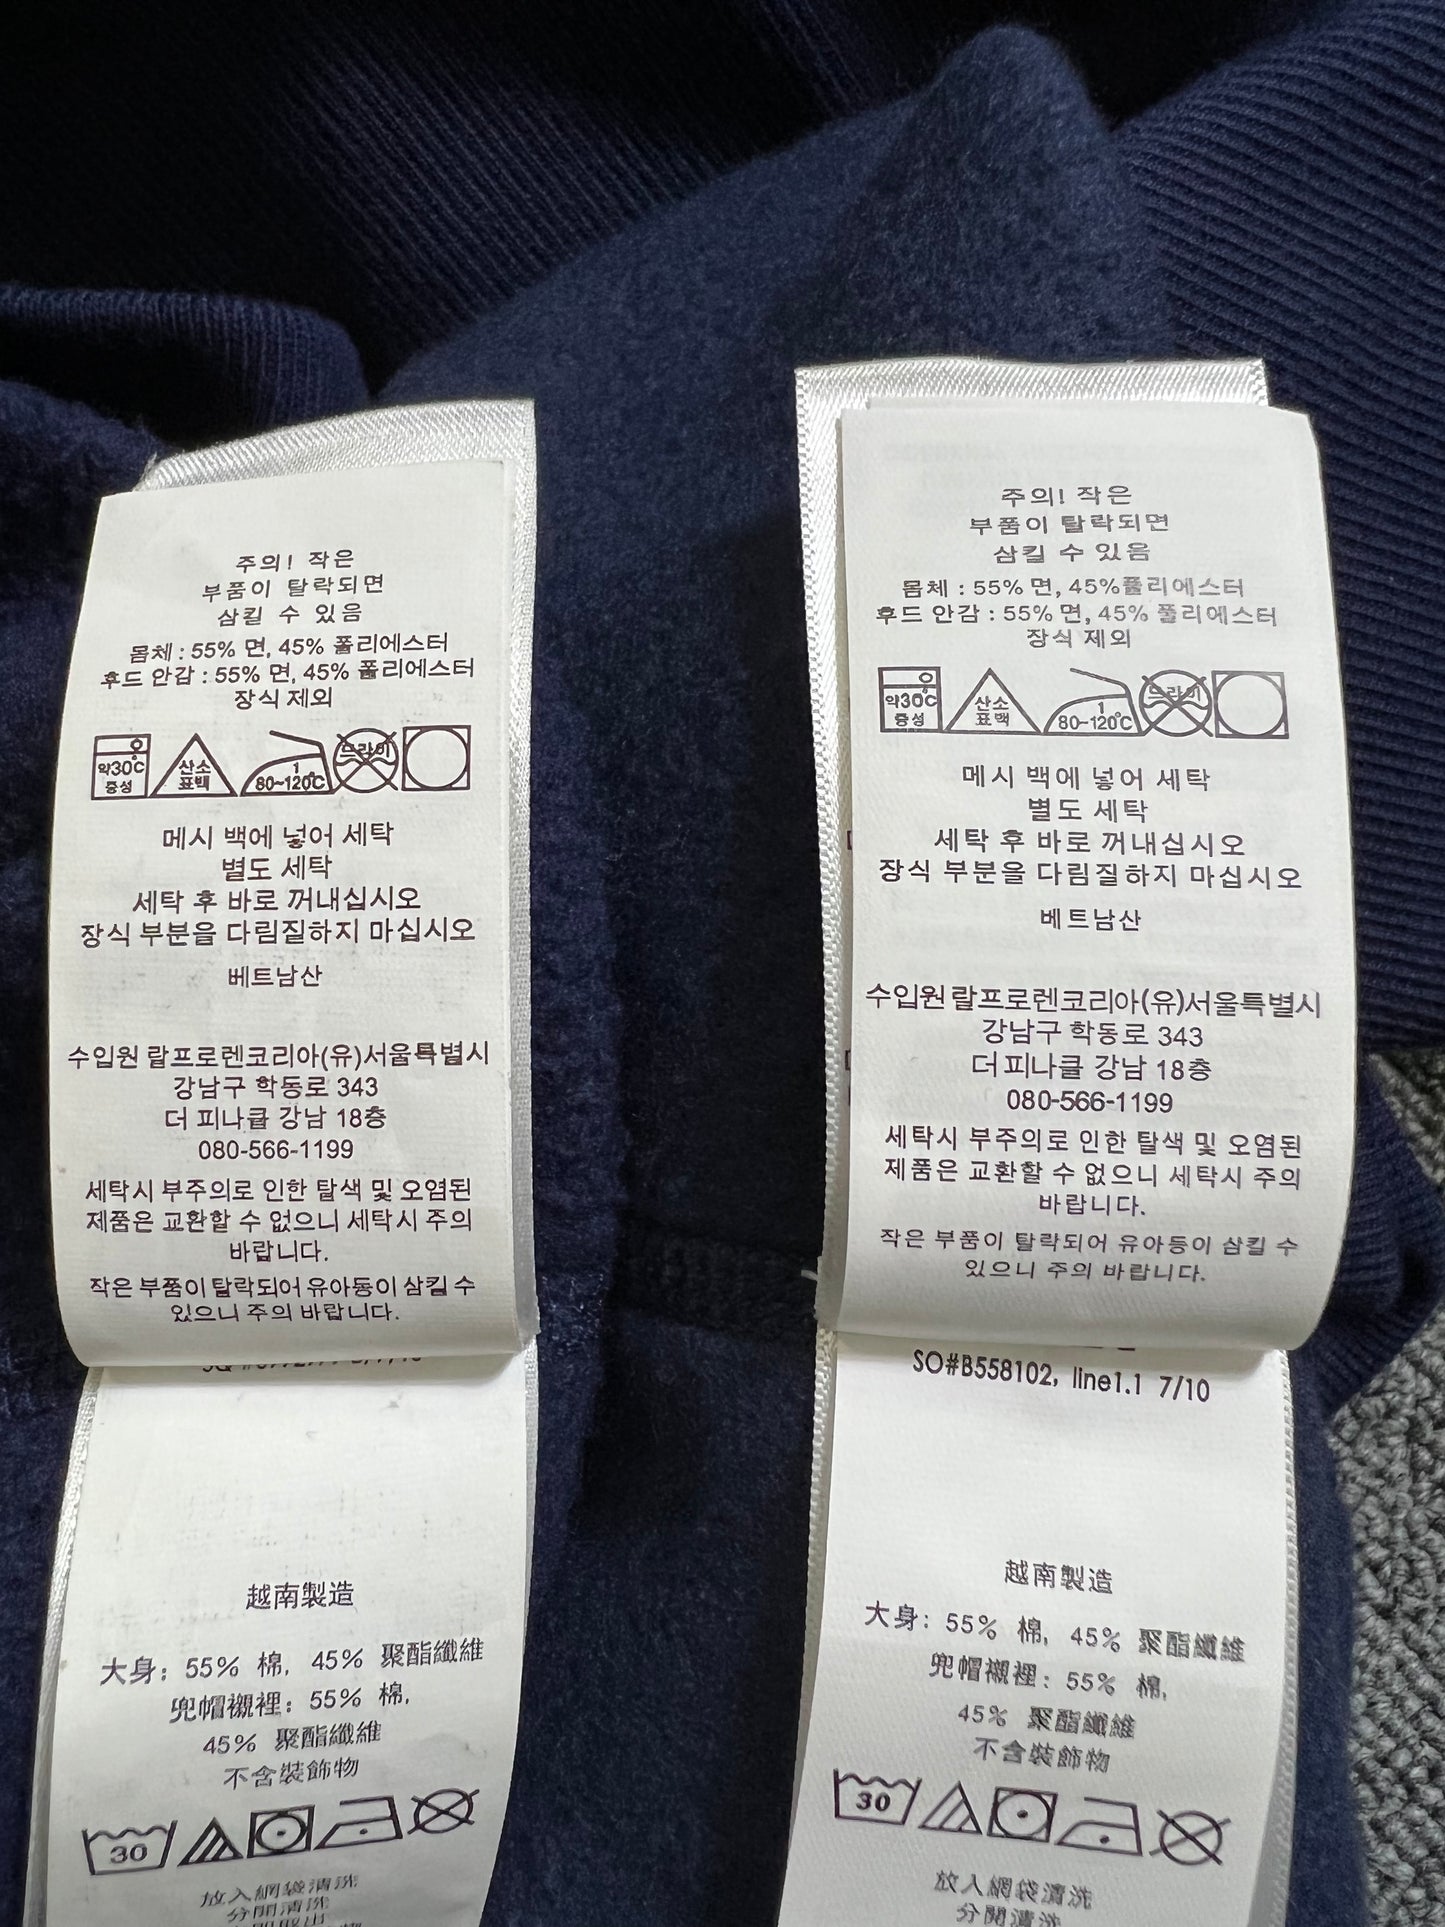 주의! 작은
부품이 탈락되면
삼킬 수 있음
몸체 : 55% 면, 45% 폴리에스터
후드 안감 : 55% 면, 45% 폴리에스터
장식 제외
약30℃
중성
산소
표백
1
80~120℃
드라이
메시 백에 넣어 세탁
별도 세탁
세탁 후 바로 꺼내십시오
장식 부분을 다림질하지 마십시오
베트남산
수입원 랄프로렌코리아(유)서울특별시
강남구 학동로 343
더 피나클 강남 18층
080-566-1199
세탁시 부주의로 인한 탈색 및 오염된
제품은 교환할 수 없으니 세탁시 주의
바랍니다.
작은 부품이 탈락되어 유아등이 삼킬 수
있으니 주의 바랍니다.
越南製造
大身: 55% 棉, 45% 聚酯纖維
兜帽襯裡: 55% 棉,
45% 聚酯纖維
不含裝飾物
30
放入網袋清洗
分開清洗
주의! 작은
부품이 탈락되면
삼킬 수 있음
몸체 : 55% 면, 45%폴리에스터
후드 안감 : 55% 면, 45% 폴리에스터
장식 제외
약30℃
중성
산소
표백
1
80~120℃
드라이
메시 백에 넣어 세탁
별도 세탁
세탁 후 바로 꺼내십시오
장식 부분을 다림질하지 마십시오
베트남산
수입원 랄프로렌코리아(유)서울특별시
강남구 학동로 343
더 피나클 강남 18층
080-566-1199
세탁시 부주의로 인한 탈색 및 오염된
제품은 교환할 수 없으니 세탁시 주의
바랍니다.
작은 부품이 탈락되어 유아등이 삼킬 수
있으니 주의 바랍니다.
SO#B558102, line1.1 7/10
越南製造
大身: 55% 棉, 45% 聚酯纖維
兜帽襯裡: 55% 棉,
45% 聚酯纖維
不含裝飾物
30
放入網袋清洗
分開清洗